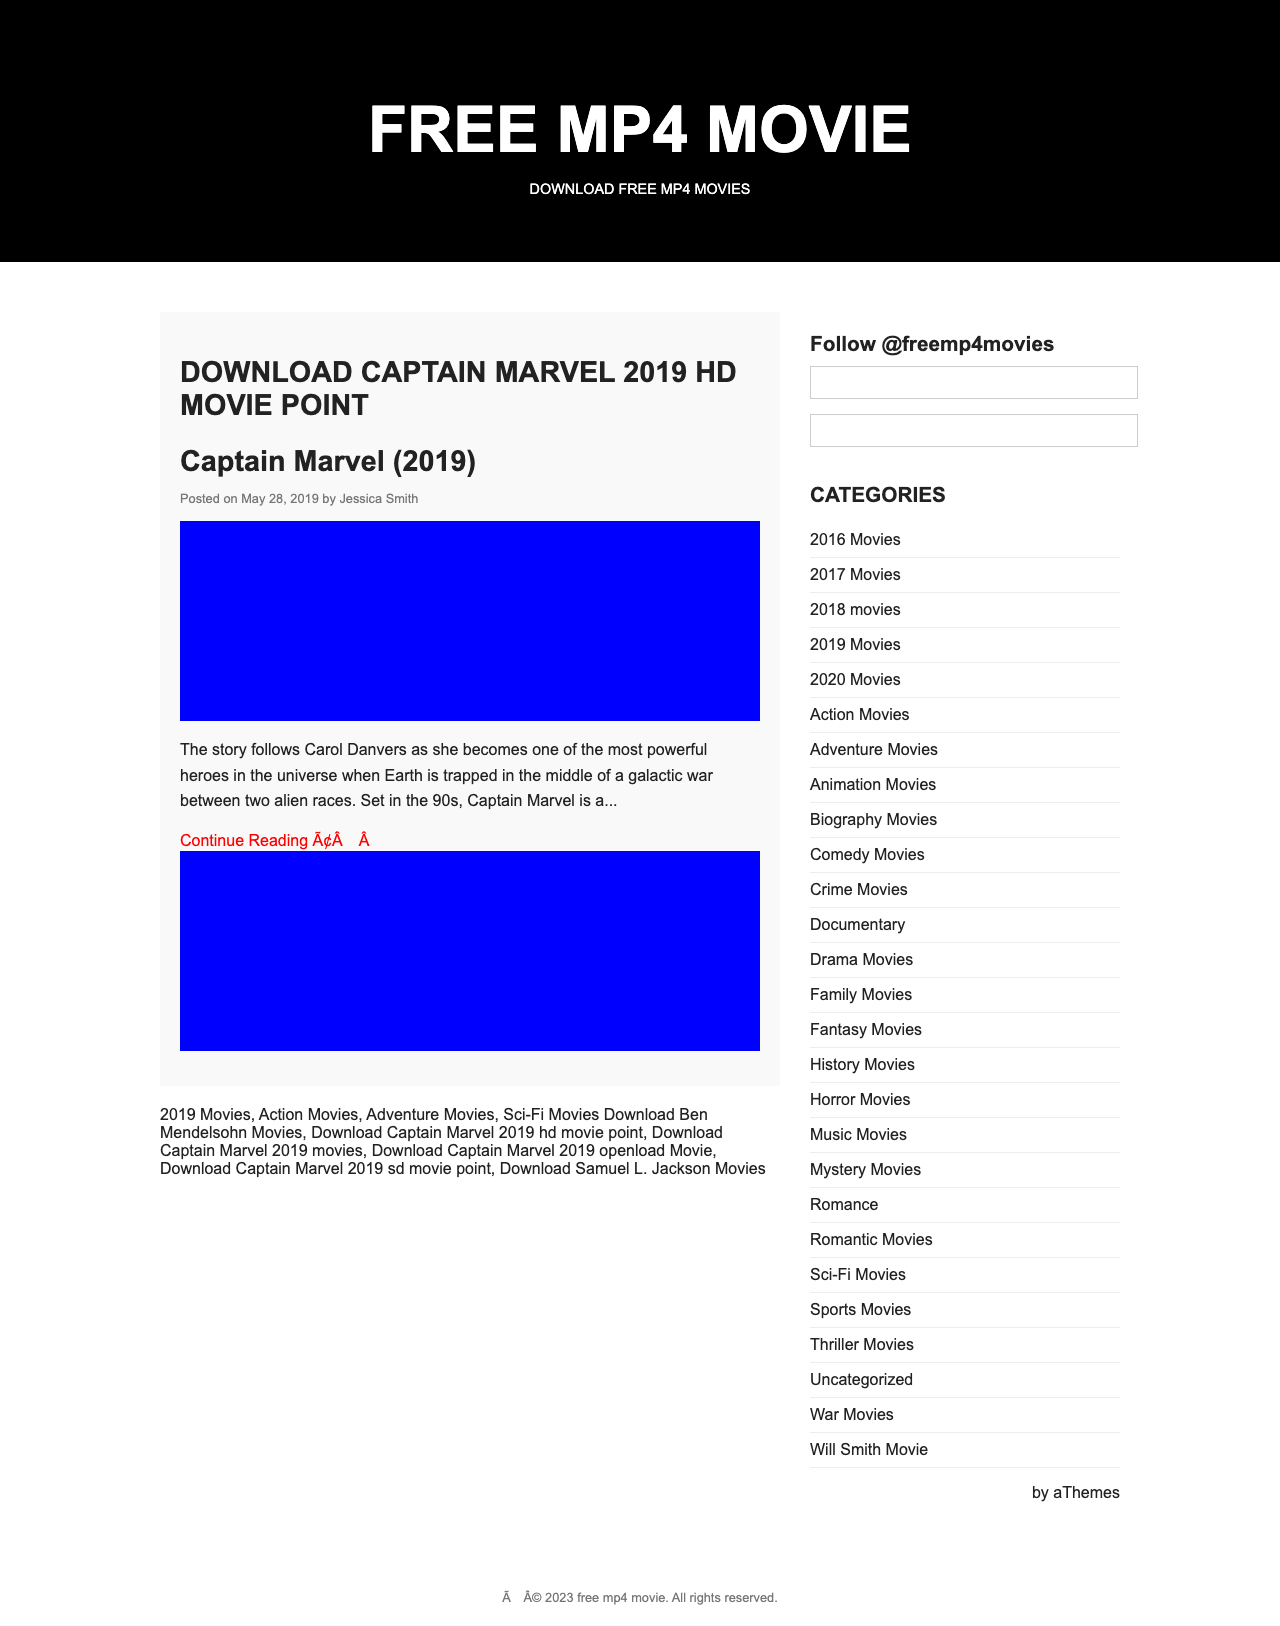 FREE MP4 MOVIE
DOWNLOAD FREE MP4 MOVIES
DOWNLOAD CAPTAIN MARVEL 2019 HD
MOVIE POINT
Captain Marvel (2019)
Posted on May 28, 2019 by Jessica Smith
The story follows Carol Danvers as she becomes one of the most powerful
heroes in the universe when Earth is trapped in the middle of a galactic war
between two alien races. Set in the 90s, Captain Marvel is a...
Continue Reading Ã¢Â Â
2019 Movies, Action Movies, Adventure Movies, Sci-Fi Movies Download Ben
Mendelsohn Movies, Download Captain Marvel 2019 hd movie point, Download
Captain Marvel 2019 movies, Download Captain Marvel 2019 openload Movie,
Download Captain Marvel 2019 sd movie point, Download Samuel L. Jackson Movies
Follow @freemp4movies
CATEGORIES
2016 Movies
2017 Movies
2018 movies
2019 Movies
2020 Movies
Action Movies
Adventure Movies
Animation Movies
Biography Movies
Comedy Movies
Crime Movies
Documentary
Drama Movies
Family Movies
Fantasy Movies
History Movies
Horror Movies
Music Movies
Mystery Movies
Romance
Romantic Movies
Sci-Fi Movies
Sports Movies
Thriller Movies
Uncategorized
War Movies
Will Smith Movie
by aThemes
Ã Â© 2023 free mp4 movie. All rights reserved.